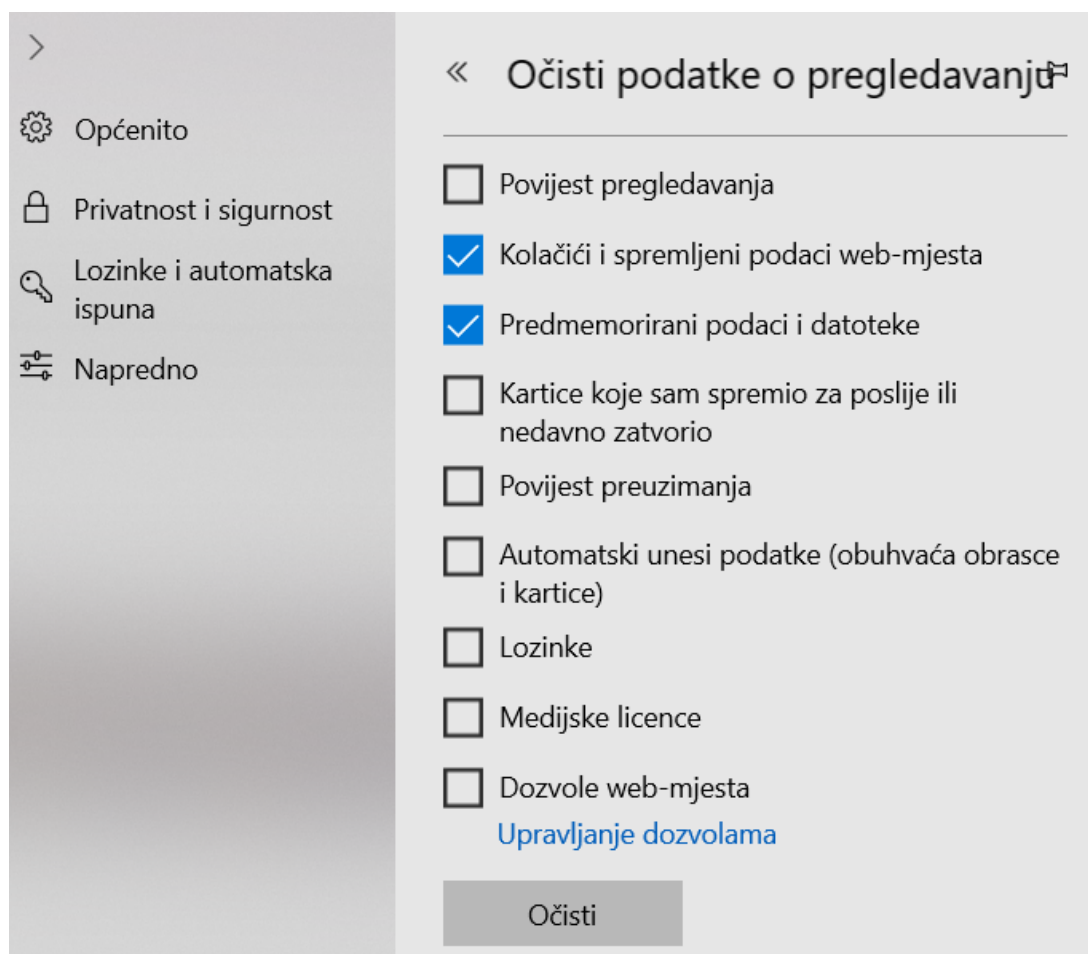 Općenito
Privatnost i sigurnost
Lozinke i automatska
ispuna
Napredno
Očisti podatke o pregledavanju
Povijest pregledavanja
Kolačići i spremljeni podaci web-mjesta
Predmemorirani podaci i datoteke
Kartice koje sam spremio za poslije ili
nedavno zatvorio
Povijest preuzimanja
Automatski unesi podatke (obuhvaća obrasce
i kartice)
Lozinke
Medijske licence
Dozvole web-mjesta
Upravljanje dozvolama
Očisti